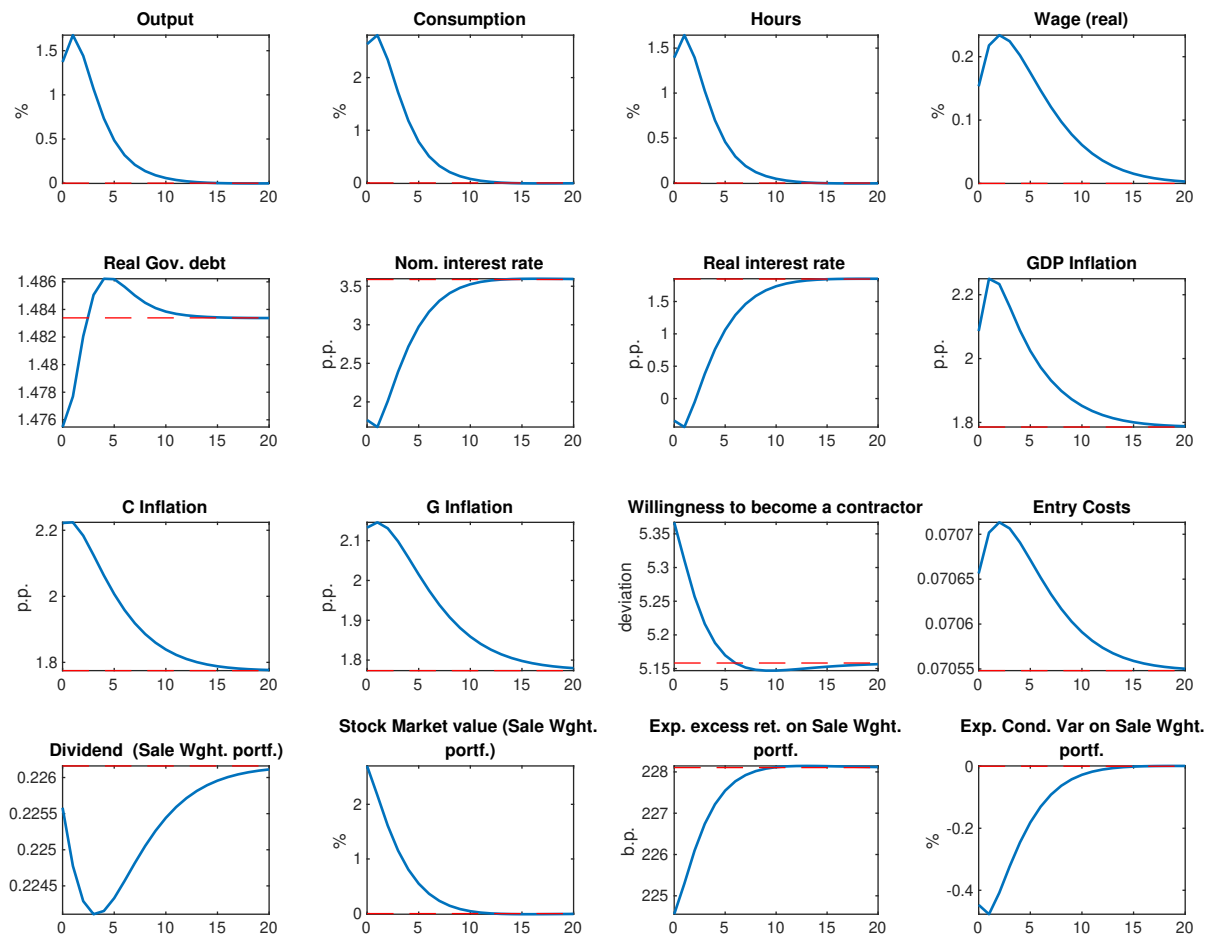 Output
Consumption
Hours
Wage (real)
1.5
1
0.5
0
%
0 5 10 15 20
2
1
0
%
0 5 10 15 20
1.5
1
0.5
0
%
0 5 10 15 20
0.2
0.1
0
%
0 5 10 15 20
Real Gov. debt
Nom. interest rate
Real interest rate
GDP Inflation
1.486
1.484
1.482
1.48
1.478
1.476
0 5 10 15 20
3.5
3
2.5
2
p.p.
0 5 10 15 20
1.5
1
0.5
0
p.p.
0 5 10 15 20
2.2
2
1.8
p.p.
0 5 10 15 20
C Inflation
G Inflation
Willingness to become a contractor
Entry Costs
2.2
2
1.8
p.p.
0 5 10 15 20
2.1
2
1.9
1.8
p.p.
0 5 10 15 20
5.35
5.3
5.25
5.2
5.15
deviation
0 5 10 15 20
0.0707
0.07065
0.0706
0.07055
0 5 10 15 20
Dividend (Sale Wght. portf.)
Stock Market value (Sale Wght.
portf.)
Exp. excess ret. on Sale Wght.
portf.
Exp. Cond. Var on Sale Wght.
portf.
0.226
0.2255
0.225
0.2245
0 5 10 15 20
2
1
0
%
0 5 10 15 20
228
227
226
225
b.p.
0 5 10 15 20
0
-0.2
-0.4
%
0 5 10 15 20